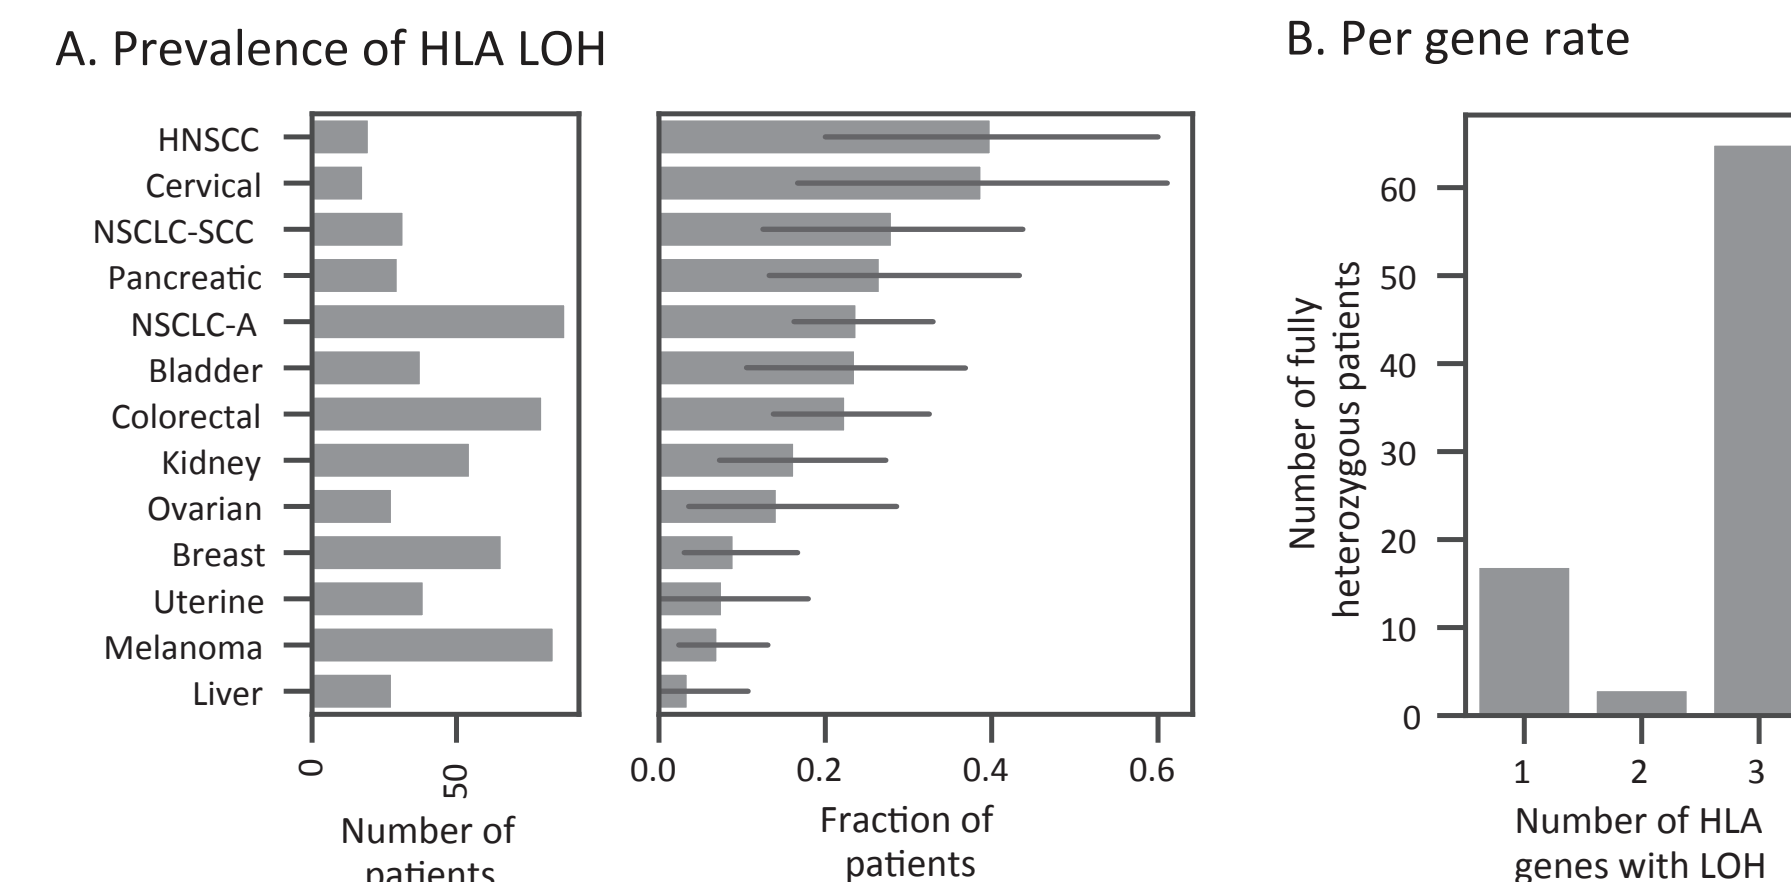 A. Prevalence of HLA LOH
HNSCC
Cervical
NSCLC-SCC
Pancreatic
NSCLC-A
Bladder
Colorectal
Kidney
Ovarian
Breast
Uterine
Melanoma
Liver
0
50
Number of
patients
0.0
0.2
0.4
0.6
Fraction of
patients
B. Per gene rate
Number of fully
heterozygous patients
60
50
40
30
20
10
0
1
2
3
Number of HLA
genes with LOH